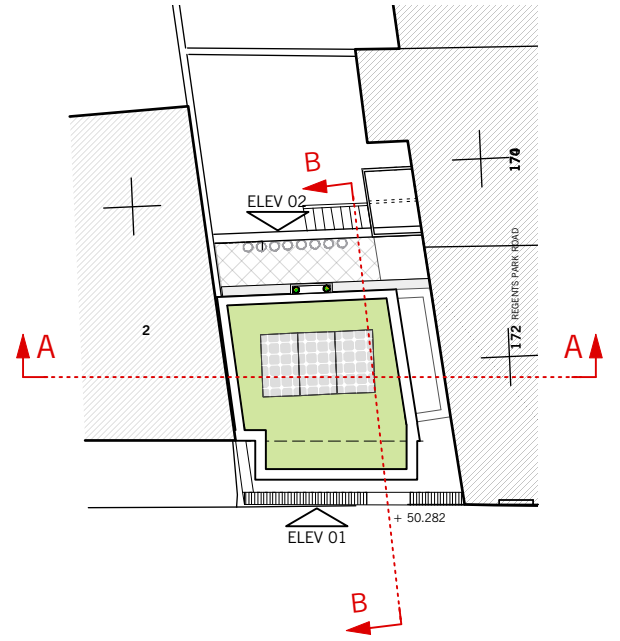 B
ELEV 02
170
REGENTS PARK ROAD
172
2
A
A
+ 50.282
ELEV 01
B